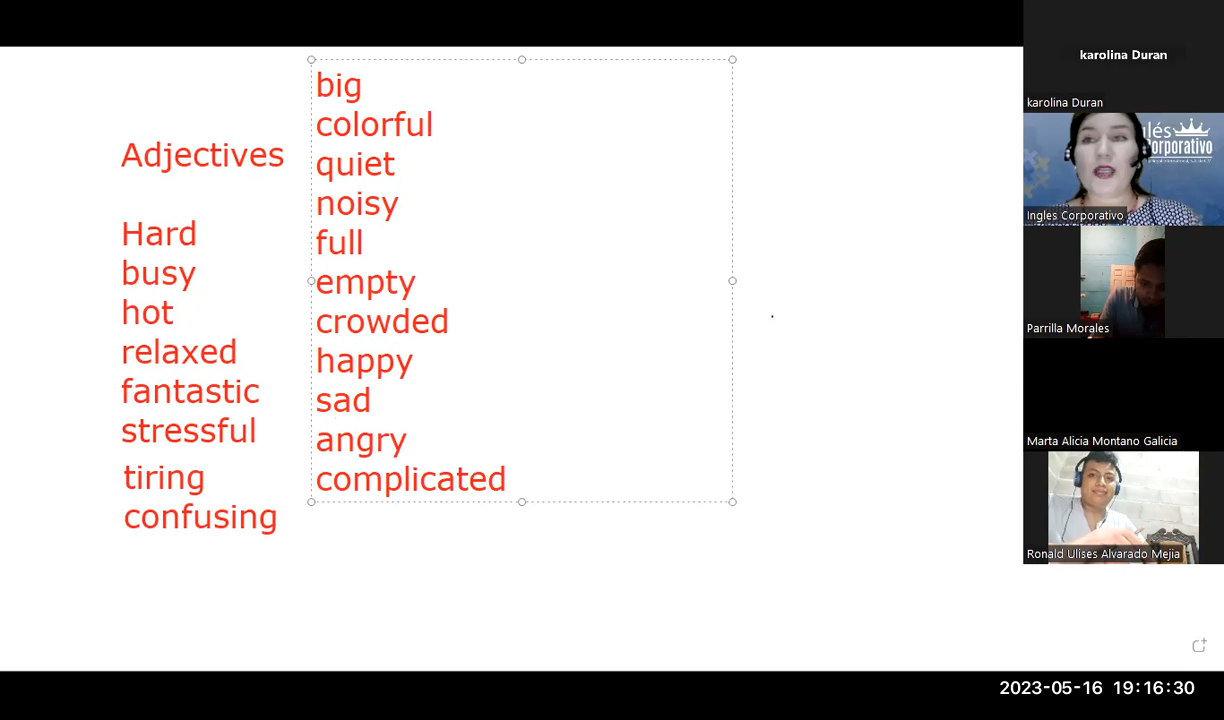 Adjectives
Hard
busy
hot
relaxed
fantastic
stressful
tiring
confusing
big
colorful
quiet
noisy
full
empty
crowded
happy
sad
angry
complicated
karolina Duran
karolina Duran
lés
orporativo
Ingles Corporativo
Parrilla Morales
Marta Alicia Montano Galicia
Ronald Ulises Alvarado Mejia
2023-05-16 19:16:30